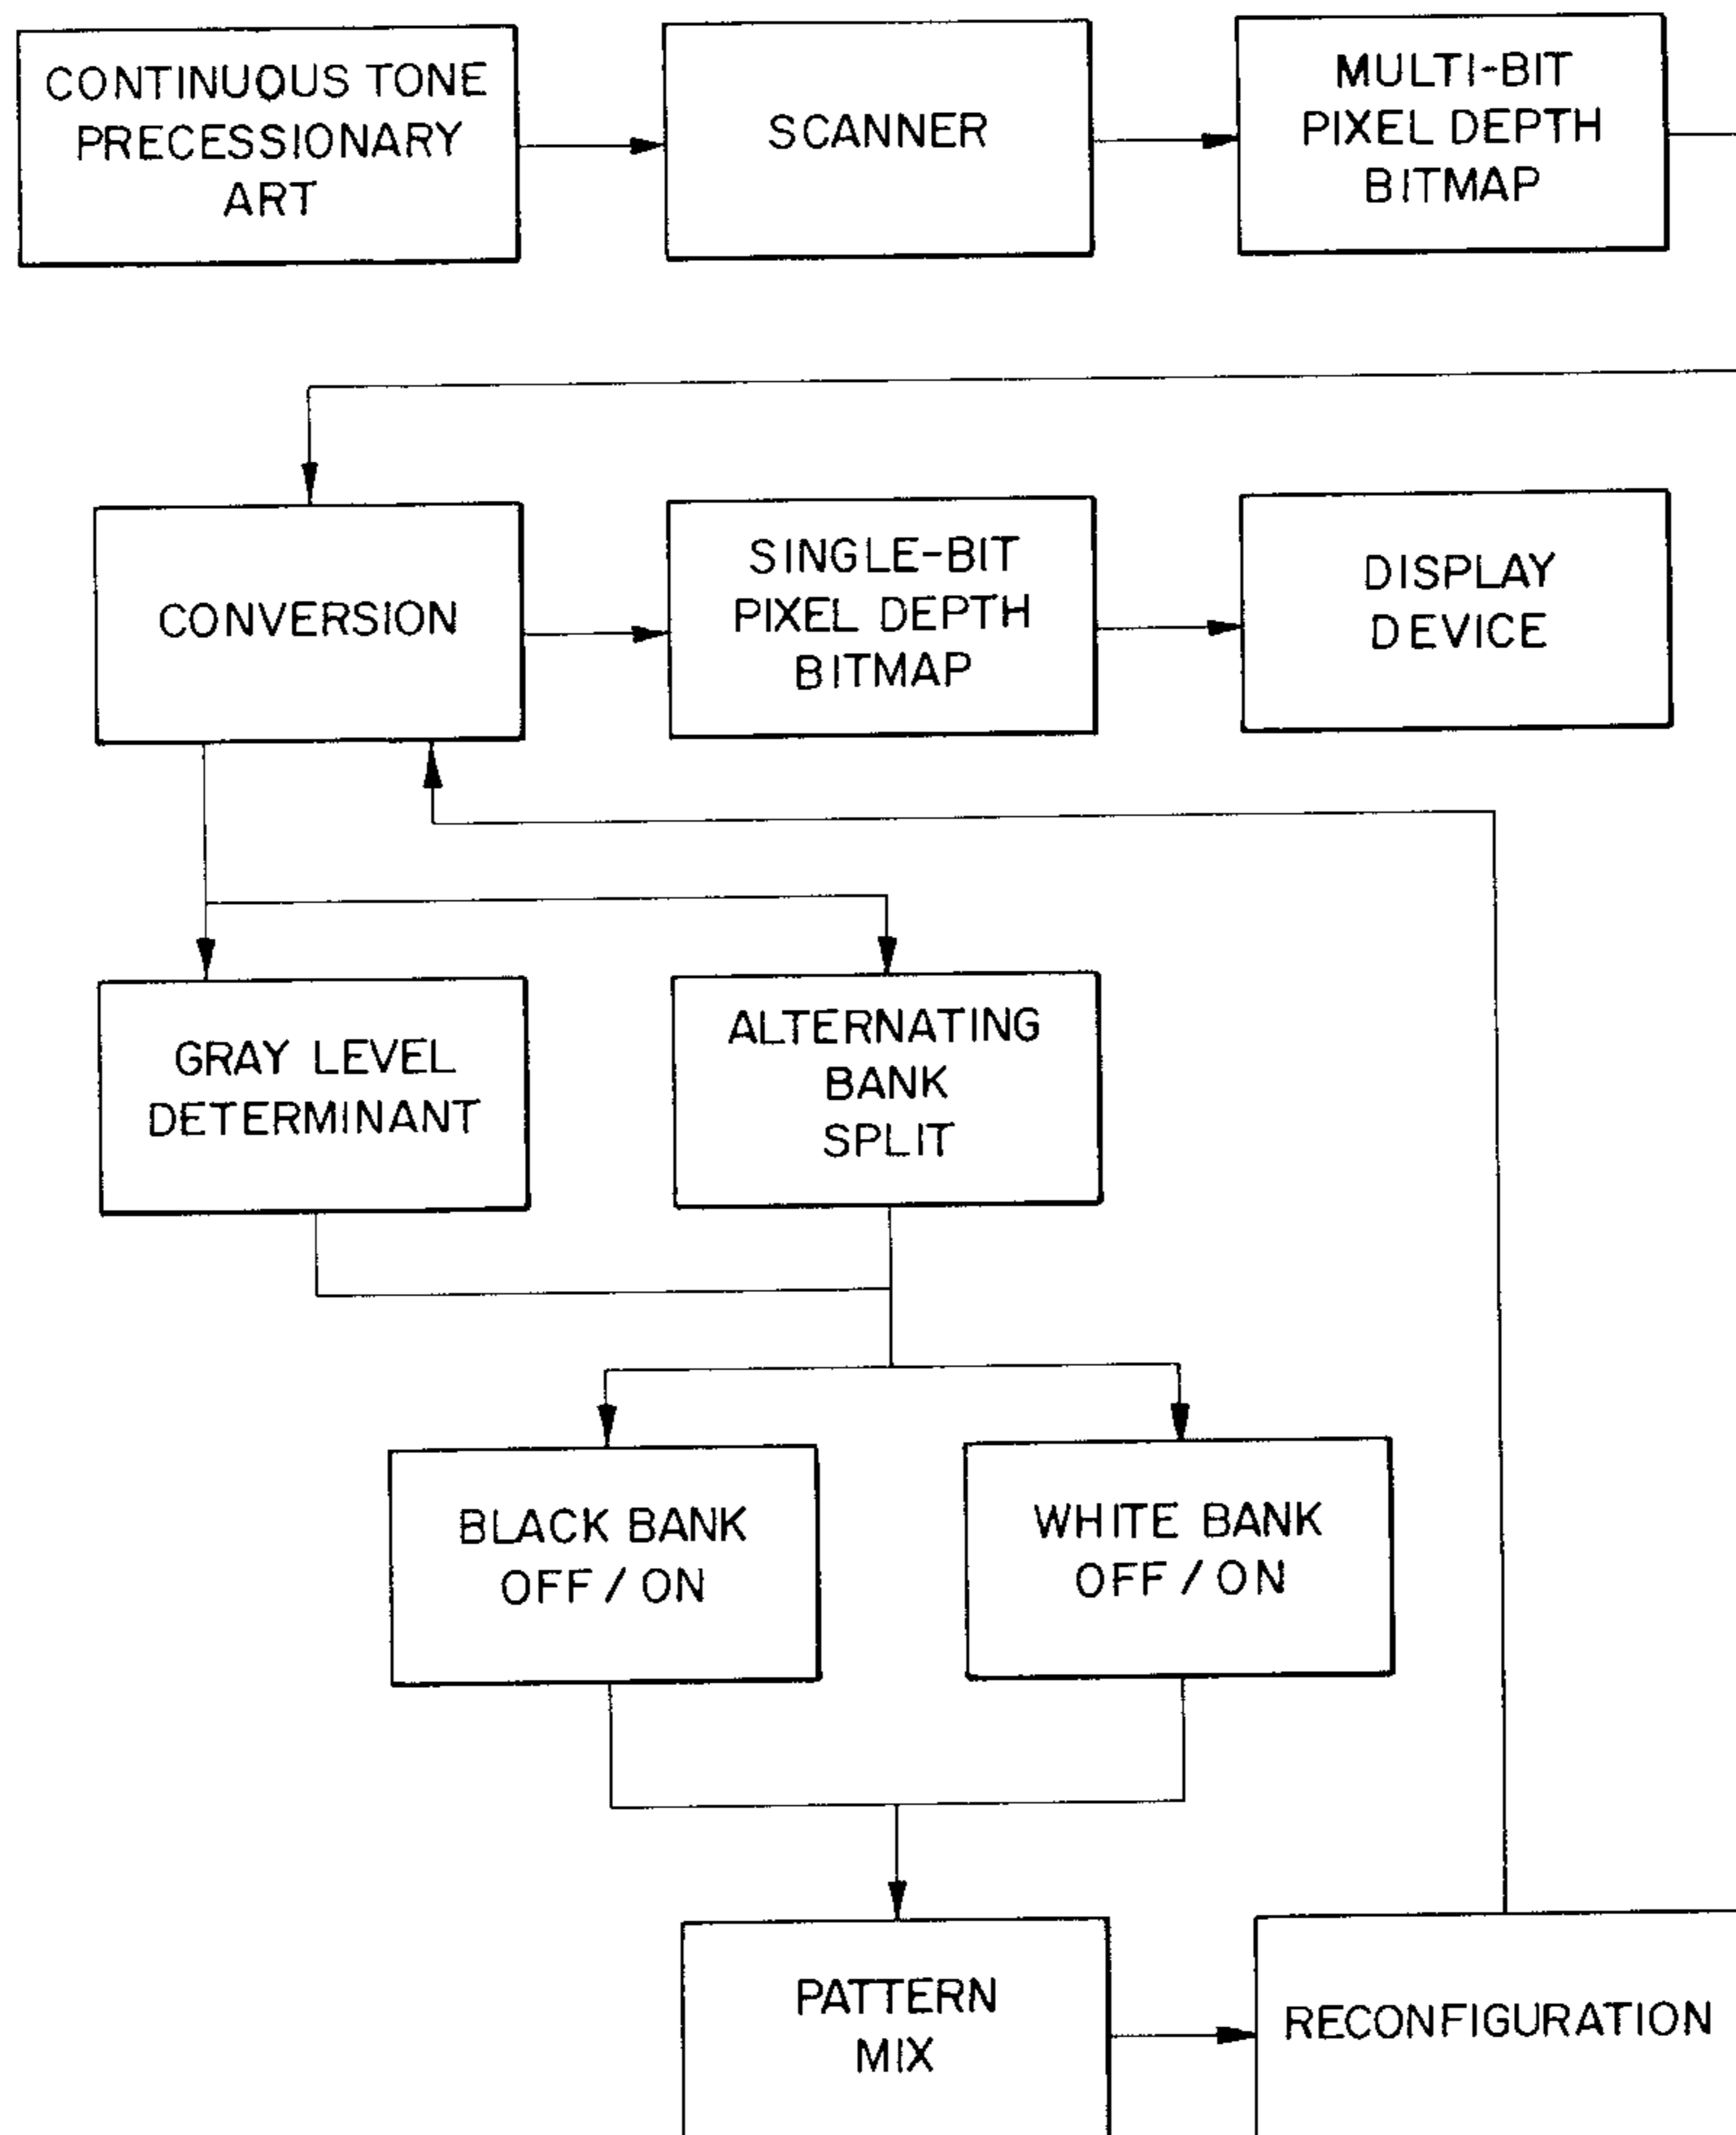 CONTINUOUS TONE
PRECESSIONARY
ART
SCANNER
MULTI-BIT
PIXEL DEPTH
BITMAP
CONVERSION
SINGLE-BIT
PIXEL DEPTH
BITMAP
DISPLAY
DEVICE
GRAY LEVEL
DETERMINANT
ALTERNATING
BANK
SPLIT
BLACK BANK
OFF / ON
WHITE BANK
OFF / ON
PATTERN
MIX
RECONFIGURATION